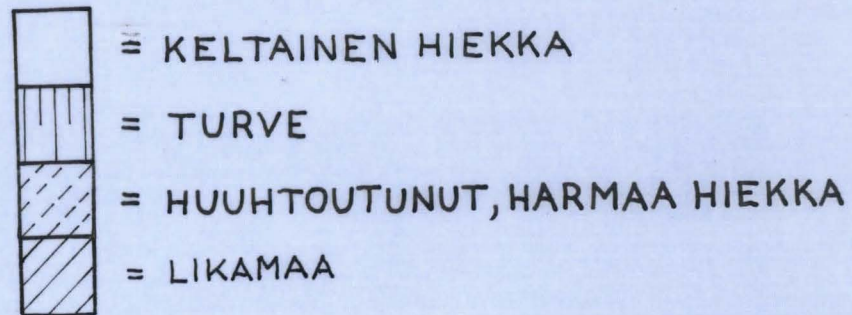 = KELTAINEN HIEKKA
= TURVE
= HUUHTOUTUNUT, HARMAA HIEKKA
= LIKAMAA